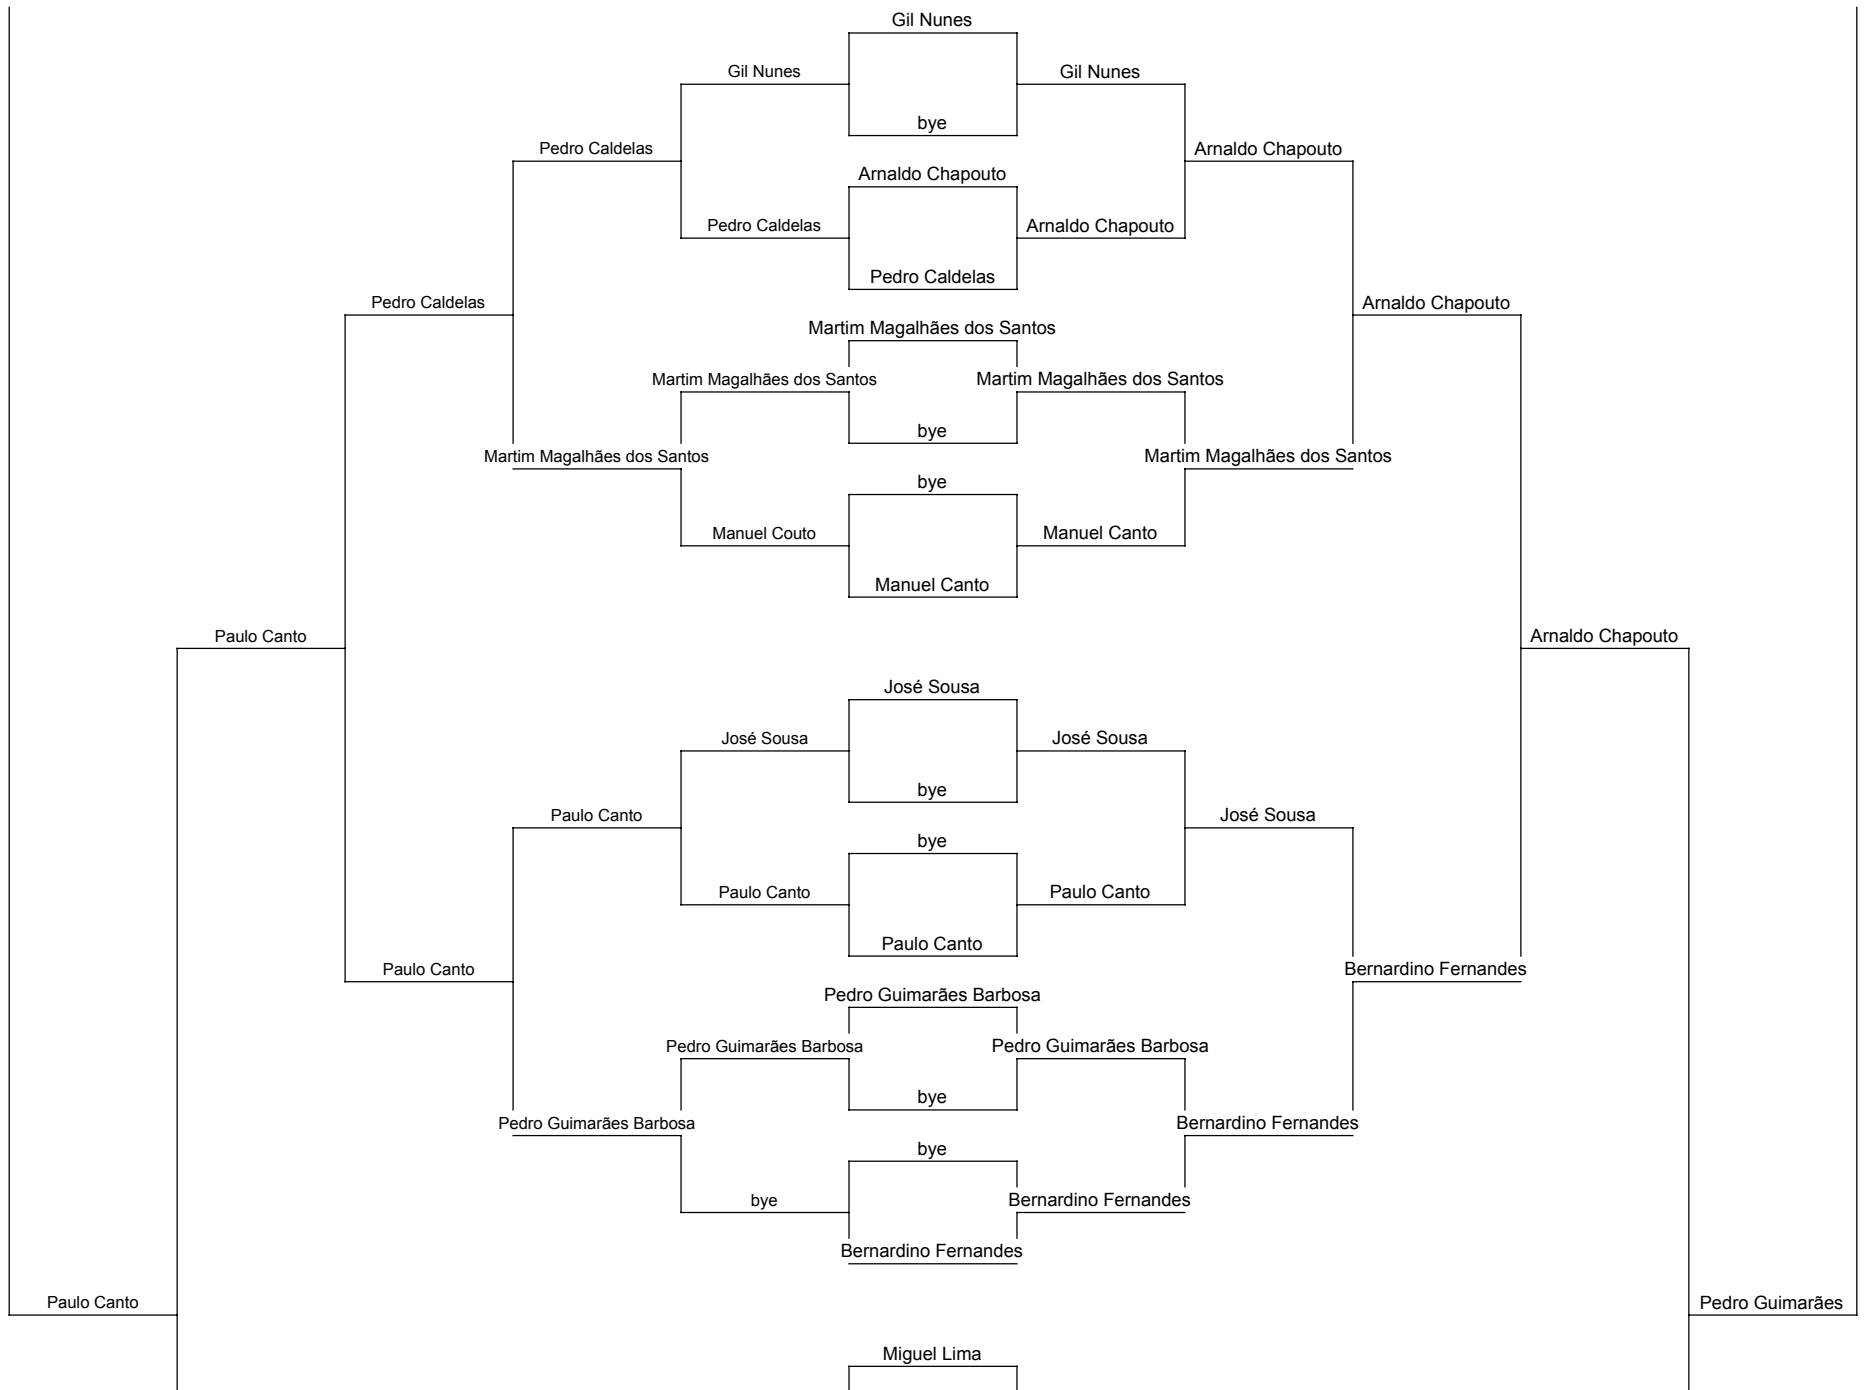 Gil Nunes
Gil Nunes
Gil Nunes
bye
Pedro Caldelas
Arnaldo Chapouto
Arnaldo Chapouto
Pedro Caldelas
Arnaldo Chapouto
Pedro Caldelas
Pedro Caldelas
Arnaldo Chapouto
Martim Magalhães dos Santos
Martim Magalhães dos Santos
Martim Magalhães dos Santos
bye
Martim Magalhães dos Santos
Martim Magalhães dos Santos
bye
Manuel Couto
Manuel Canto
Manuel Canto
Paulo Canto
Arnaldo Chapouto
José Sousa
José Sousa
José Sousa
bye
Paulo Canto
José Sousa
bye
Paulo Canto
Paulo Canto
Paulo Canto
Paulo Canto
Bernardino Fernandes
Pedro Guimarães Barbosa
Pedro Guimarães Barbosa
Pedro Guimarães Barbosa
bye
Pedro Guimarães Barbosa
Bernardino Fernandes
bye
bye
Bernardino Fernandes
Bernardino Fernandes
Paulo Canto
Pedro Guimarães
Miguel Lima